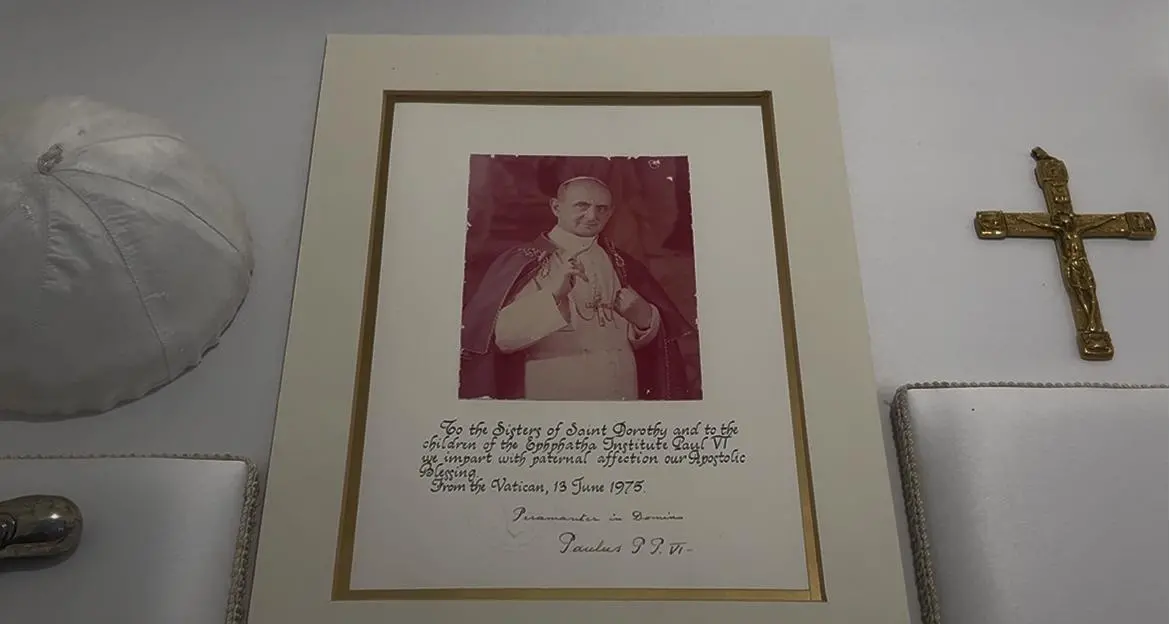 To the Sisters of Saint Dorothy and to the
children of the Ephphatha Institute Paul VI
we impart with paternal affection our Apostolic
Blessing.
From the Vatican, 13 June 1975.
Peramanter in Domino
Paulus P P. VI